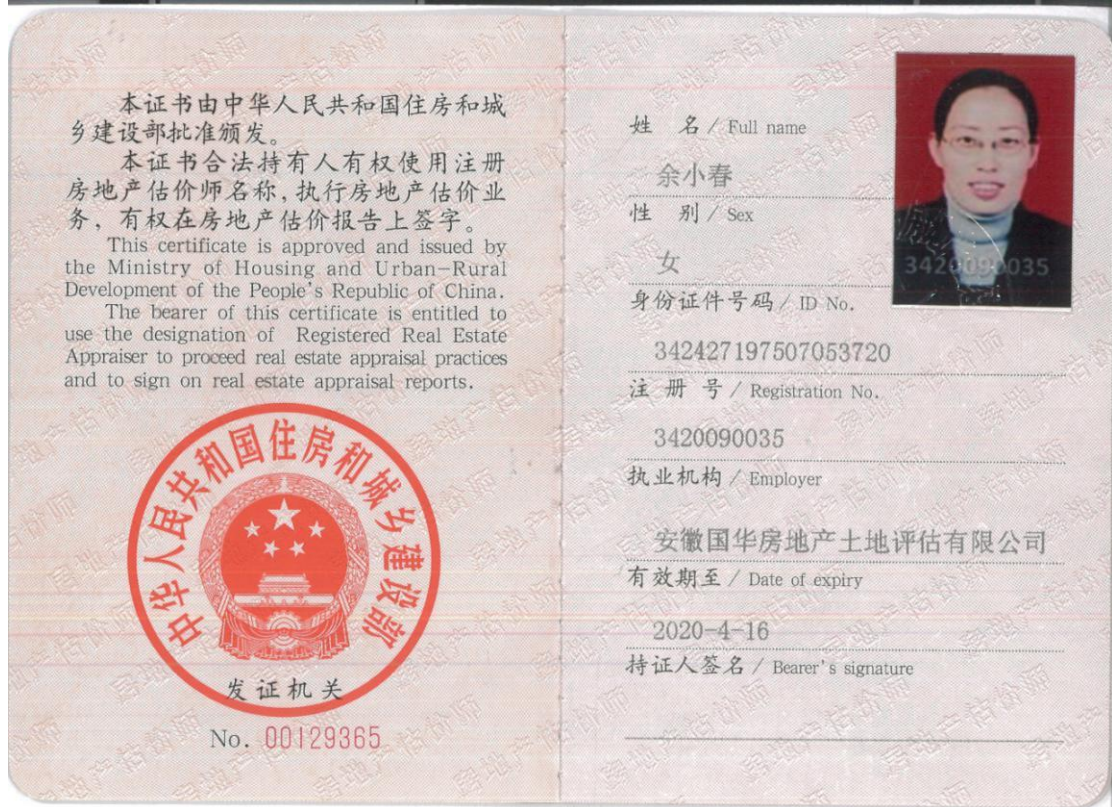 本证书由中华人民共和国住房和城
乡建设部批准颁发。
本证书合法持有人有权使用注册
房地产估价师名称,执行房地产估价业
务,有权在房地产估价报告上签字。
This certificate is approved and issued by
the Ministry of Housing and Urban-Rural
Development of the People's Republic of China.
The bearer of this certificate is entitled to
use the designation of Registered Real Estate
Appraiser to proceed real estate appraisal practices
and to sign on real estate appraisal reports.
中华人民共和国住房和城乡建设部
发证机关
No. 00129365
姓 名 / Full name
余小春
性 别 / Sex
女
身份证件号码 / ID No.
342427197507053720
注 册 号 / Registration No.
3420090035
执业机构 / Employer
安徽国华房地产土地评估有限公司
有效期至 / Date of expiry
2020-4-16
持证人签名 / Bearer's signature
3420090035